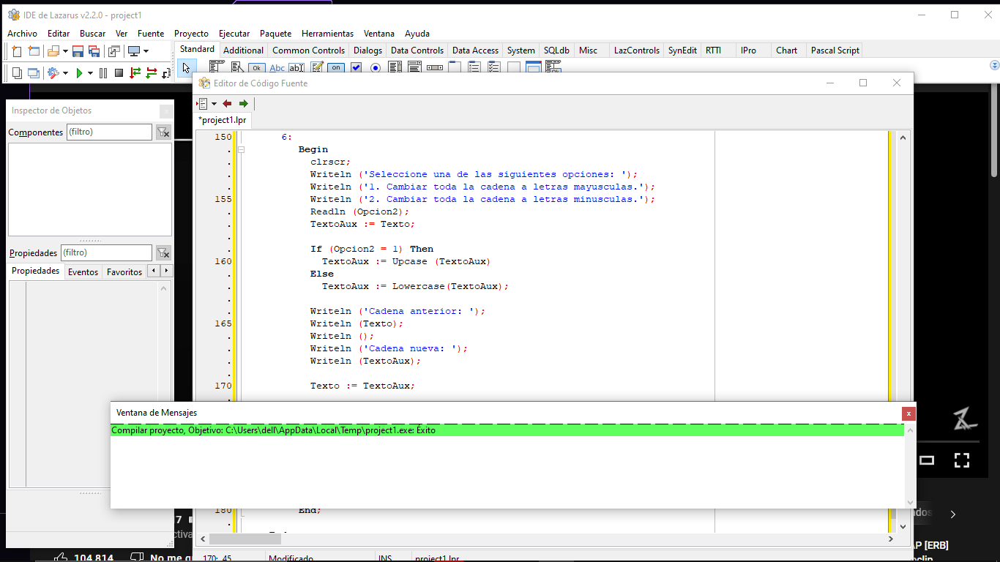 IDE de Lazarus v2.2.0 - project1
Archivo Editar Buscar Ver Fuente Proyecto Ejecutar Paquete Herramientas Ventana Ayuda
Standard Additional Common Controls Dialogs Data Controls Data Access System SQLdb Misc LazControls SynEdit RTTI IPro Chart Pascal Script
Ok Abc abI on
Editor de Código Fuente
*project1.lpr
Inspector de Objetos
Componentes (filtro)
Propiedades (filtro)
Propiedades Eventos Favoritos
150 6:
. Begin
. clrscr;
. Writeln ('Seleccione una de las siguientes opciones: ');
. Writeln ('1. Cambiar toda la cadena a letras mayusculas.');
155 Writeln ('2. Cambiar toda la cadena a letras minusculas.');
. Readln (Opcion2);
. TextoAux := Texto;
.
. If (Opcion2 = 1) Then
160 TextoAux := Upcase (TextoAux)
. Else
. TextoAux := Lowercase(TextoAux);
.
. Writeln ('Cadena anterior: ');
165 Writeln (Texto);
. Writeln ();
. Writeln ('Cadena nueva: ');
. Writeln (TextoAux);
.
170 Texto := TextoAux;
.
Ventana de Mensajes
Compilar proyecto, Objetivo: C:\Users\dell\AppData\Local\Temp\project1.exe: Éxito
180 End;
.
170: 45 Modificado INS project1.lpr
7
104.814 No me g
AP [ERB]